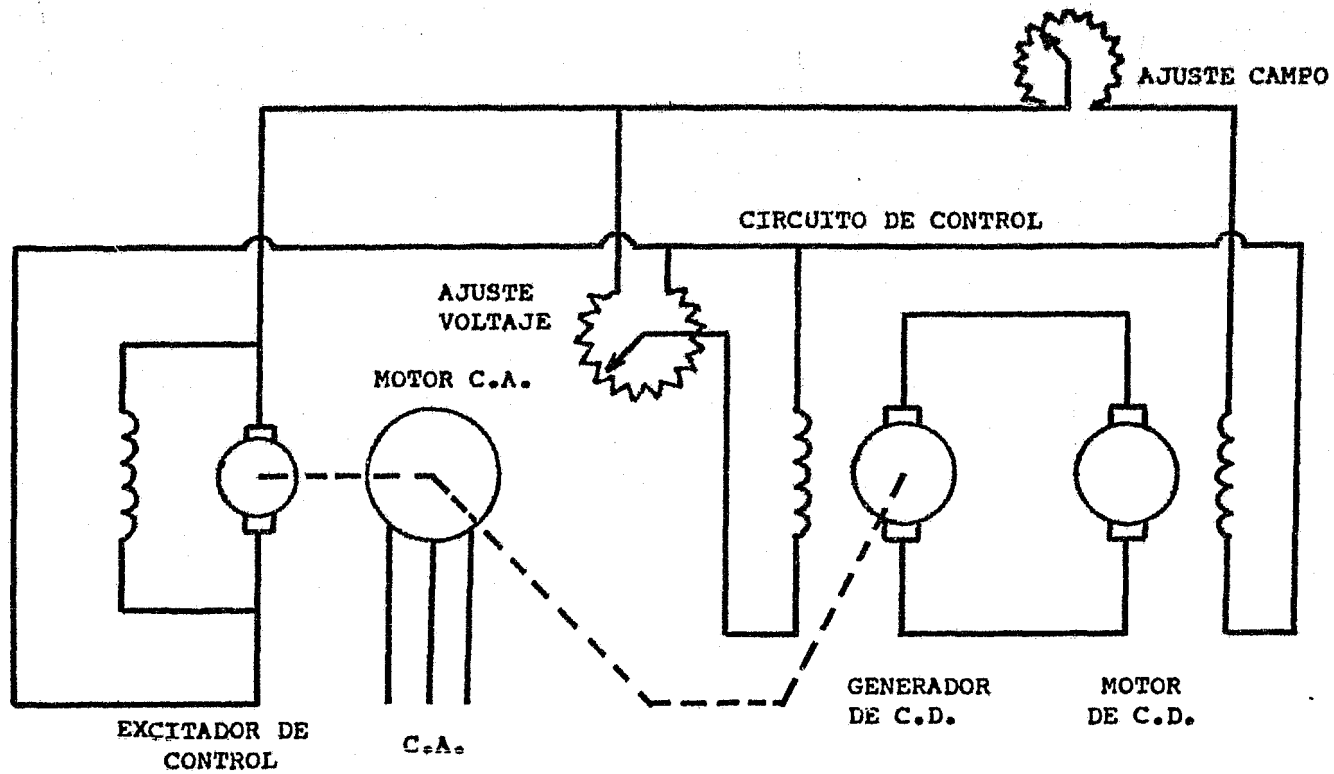 AJUSTE CAMPO
CIRCUITO DE CONTROL
AJUSTE
VOLTAJE
MOTOR C.A.
GENERADOR
DE C.D.
MOTOR
DE C.D.
EXCITADOR DE
CONTROL
C.A.